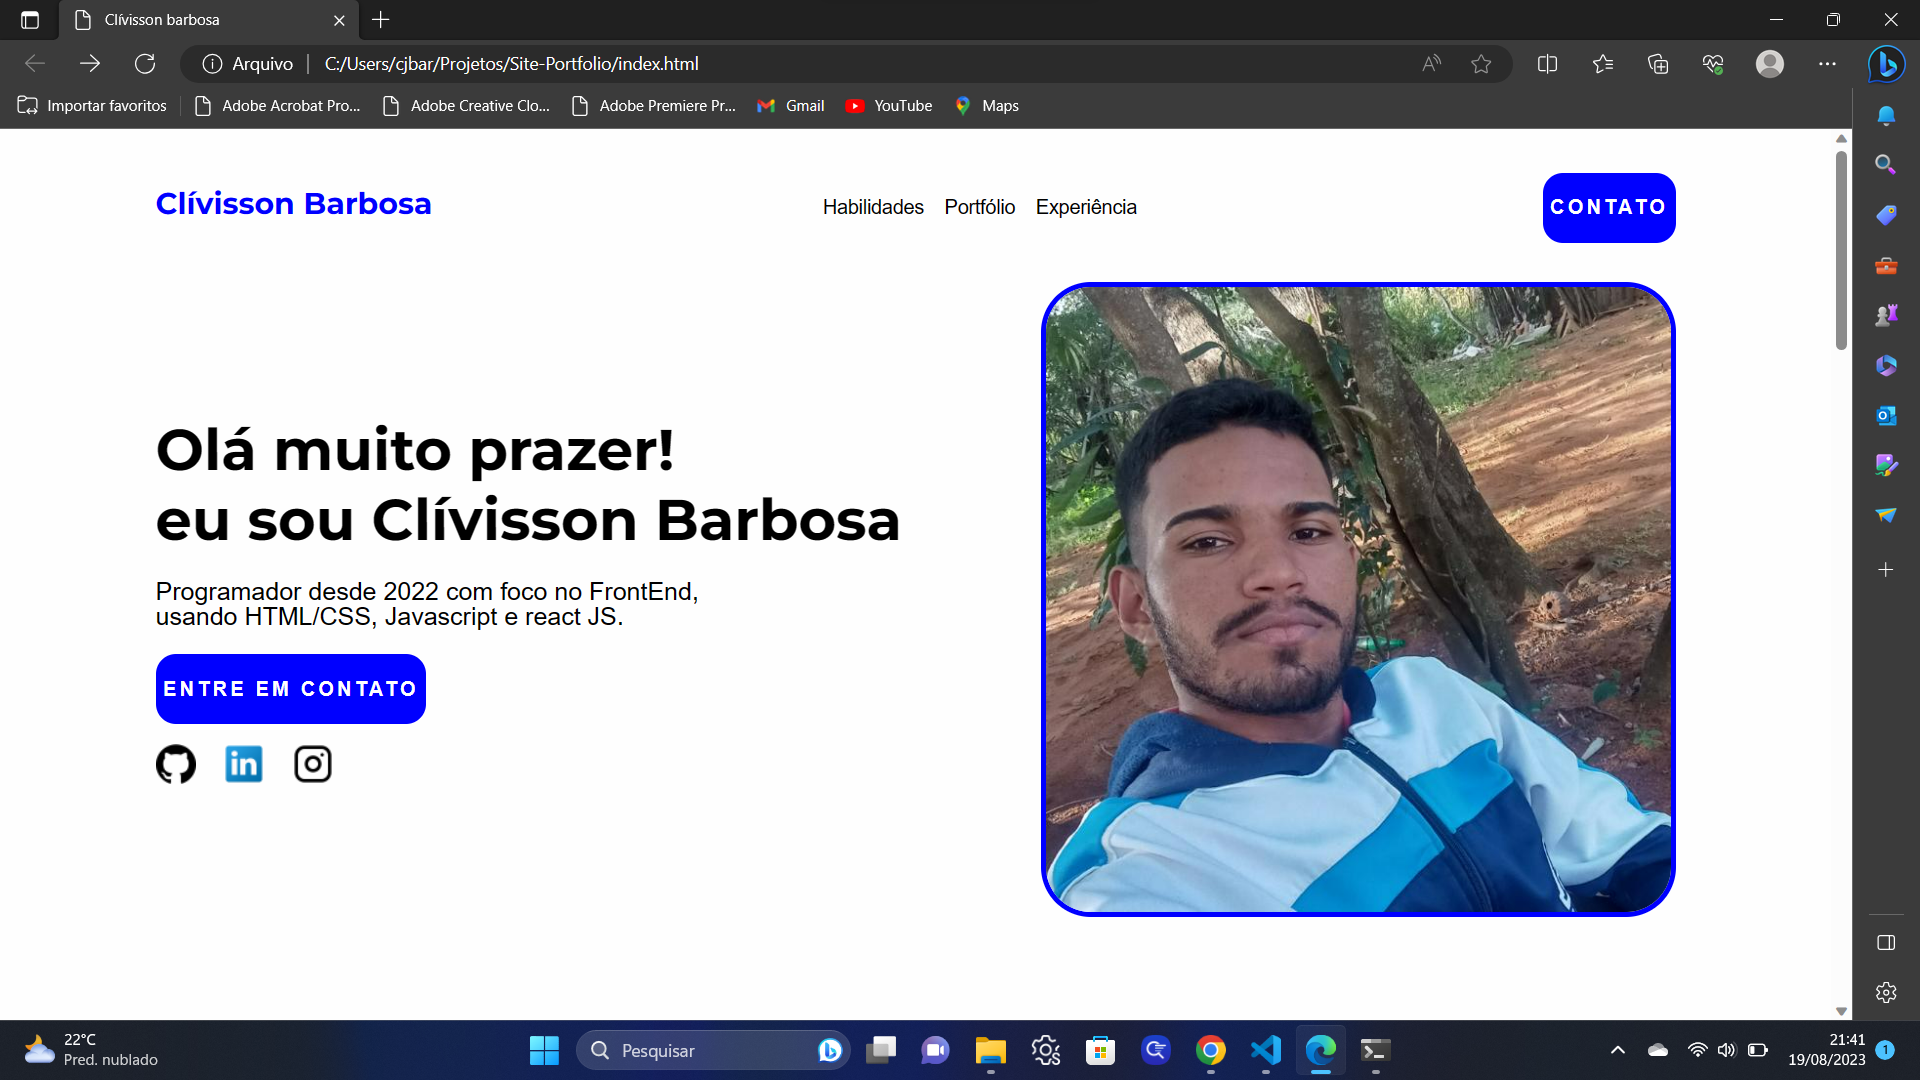 Clívisson barbosa
Arquivo
C:/Users/cjbar/Projetos/Site-Portfolio/index.html
Importar favoritos
Adobe Acrobat Pro...
Adobe Creative Clo...
Adobe Premiere Pr...
Gmail
YouTube
Maps
Clívisson Barbosa
Habilidades
Portfólio
Experiência
CONTATO
Olá muito prazer!
eu sou Clívisson Barbosa
Programador desde 2022 com foco no FrontEnd,
usando HTML/CSS, Javascript e react JS.
ENTRE EM CONTATO
in
22°C
Pred. nublado
Pesquisar
21:41
19/08/2023
1